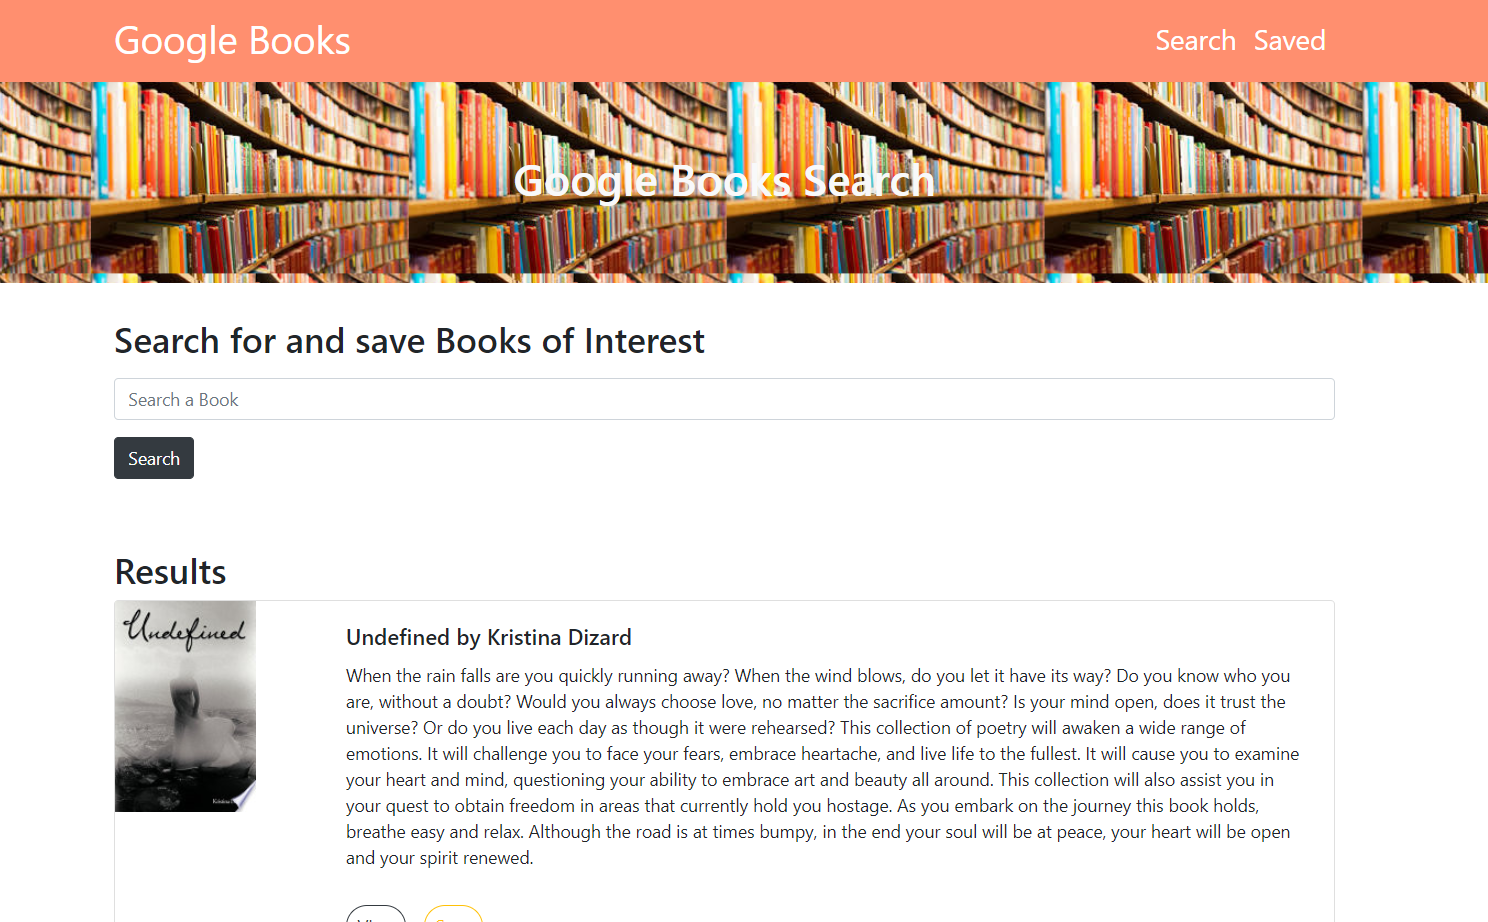 Google Books
Search Saved
Google Books Search
Search for and save Books of Interest
Search a Book
Search
Results
Undefined
Undefined by Kristina Dizard
When the rain falls are you quickly running away? When the wind blows, do you let it have its way? Do you know who you
are, without a doubt? Would you always choose love, no matter the sacrifice amount? Is your mind open, does it trust the
universe? Or do you live each day as though it were rehearsed? This collection of poetry will awaken a wide range of
emotions. It will challenge you to face your fears, embrace heartache, and live life to the fullest. It will cause you to examine
your heart and mind, questioning your ability to embrace art and beauty all around. This collection will also assist you in
your quest to obtain freedom in areas that currently hold you hostage. As you embark on the journey this book holds,
breathe easy and relax. Although the road is at times bumpy, in the end your soul will be at peace, your heart will be open
and your spirit renewed.